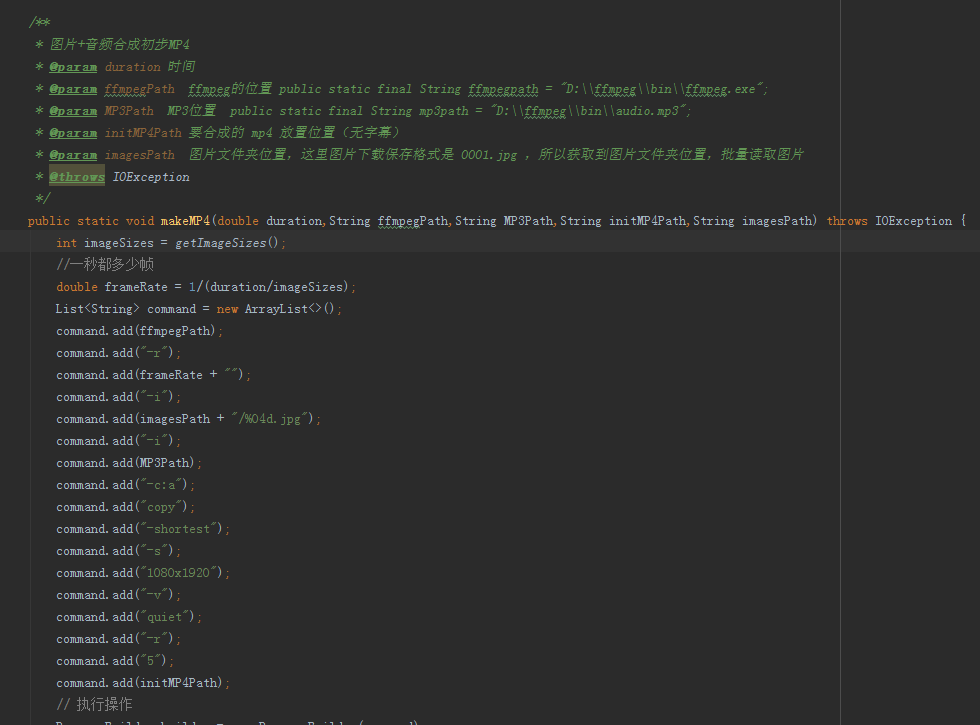 /**
* 图片+音频合成初步MP4
* @param duration 时间
* @param ffmpegPath ffmpeg的位置 public static final String ffmpegpath = "D:\\ffmpeg\\bin\\ffmpeg.exe";
* @param MP3Path MP3位置 public static final String mp3path = "D:\\ffmpeg\\bin\\audio.mp3";
* @param initMP4Path 要合成的 mp4 放置位置（无字幕）
* @param imagesPath 图片文件夹位置，这里图片下载保存格式是 0001.jpg ，所以获取到图片文件夹位置，批量读取图片
* @throws IOException
*/
public static void makeMP4(double duration,String ffmpegPath,String MP3Path,String initMP4Path,String imagesPath) throws IOException {
int imageSizes = getImageSizes();
//一秒都多少帧
double frameRate = 1/(duration/imageSizes);
List<String> command = new ArrayList<>();
command.add(ffmpegPath);
command.add("-r");
command.add(frameRate + "");
command.add("-i");
command.add(imagesPath + "/%04d.jpg");
command.add("-i");
command.add(MP3Path);
command.add("-c:a");
command.add("copy");
command.add("-shortest");
command.add("-s");
command.add("1080x1920");
command.add("-v");
command.add("quiet");
command.add("-r");
command.add("5");
command.add(initMP4Path);
// 执行操作